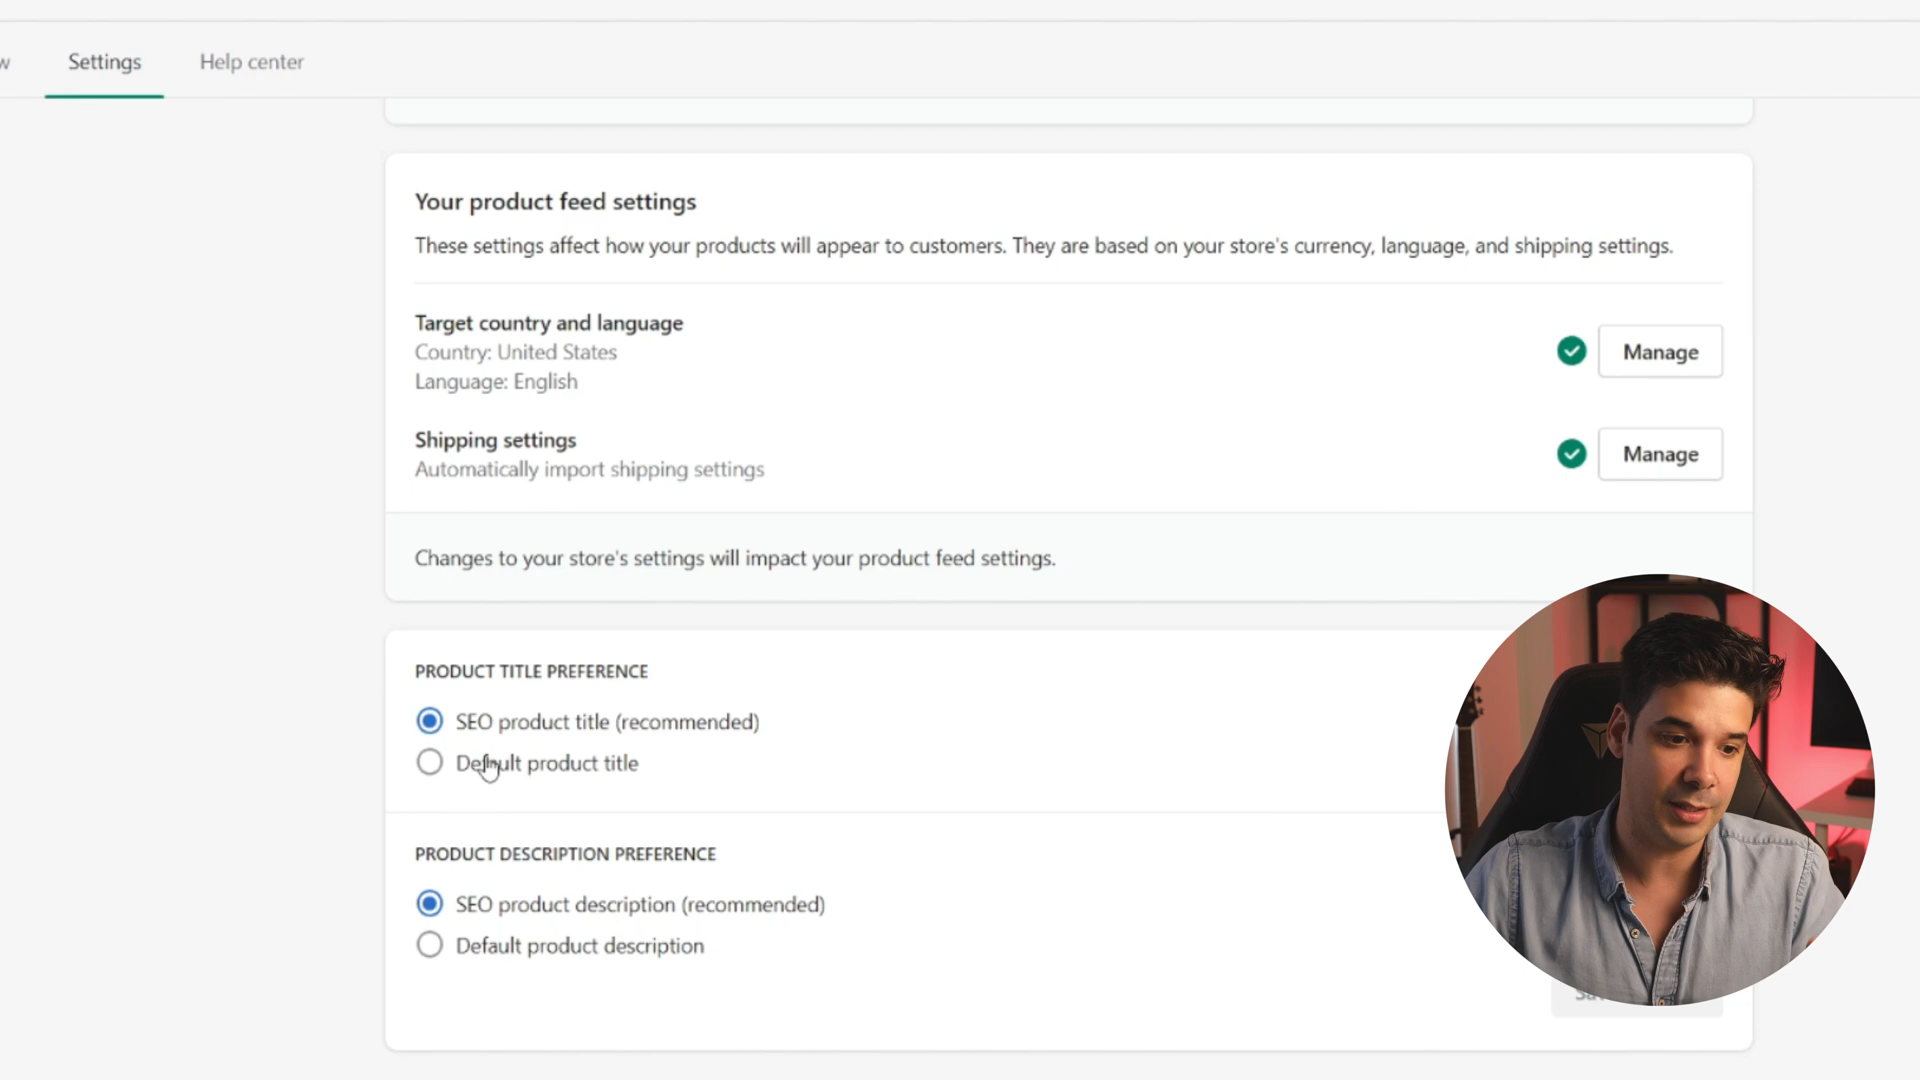 Settings
Help center
Your product feed settings
These settings affect how your products will appear to customers. They are based on your store's currency, language, and shipping settings.
Target country and language
Country: United States
Language: English
Manage
Shipping settings
Automatically import shipping settings
Manage
Changes to your store's settings will impact your product feed settings.
PRODUCT TITLE PREFERENCE
SEO product title (recommended)
Default product title
PRODUCT DESCRIPTION PREFERENCE
SEO product description (recommended)
Default product description